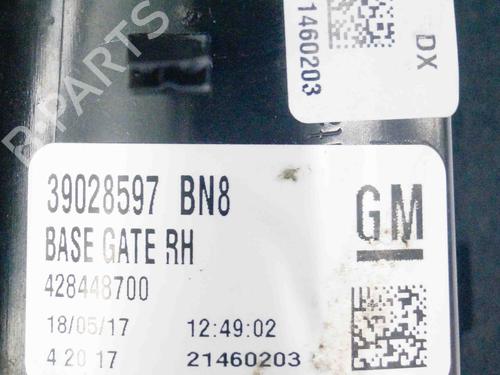 1460203
DX
B-PARTS
39028597 BN8
BASE GATE RH
GM
428448700
18/05/17 12:49:02
4 20 17 21460203